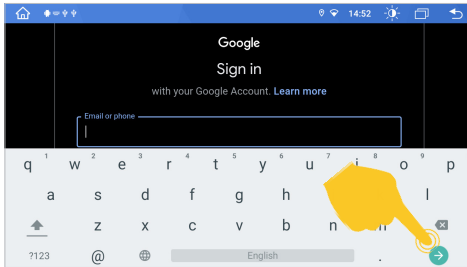 14:52
Google
Sign in
with your Google Account. Learn more
Email or phone
q 1 w 2 e 3 r 4 t 5 y 6 u 7 i 8 o 9 p
a s d f g h l
z x c v b n m
?123 @ English .